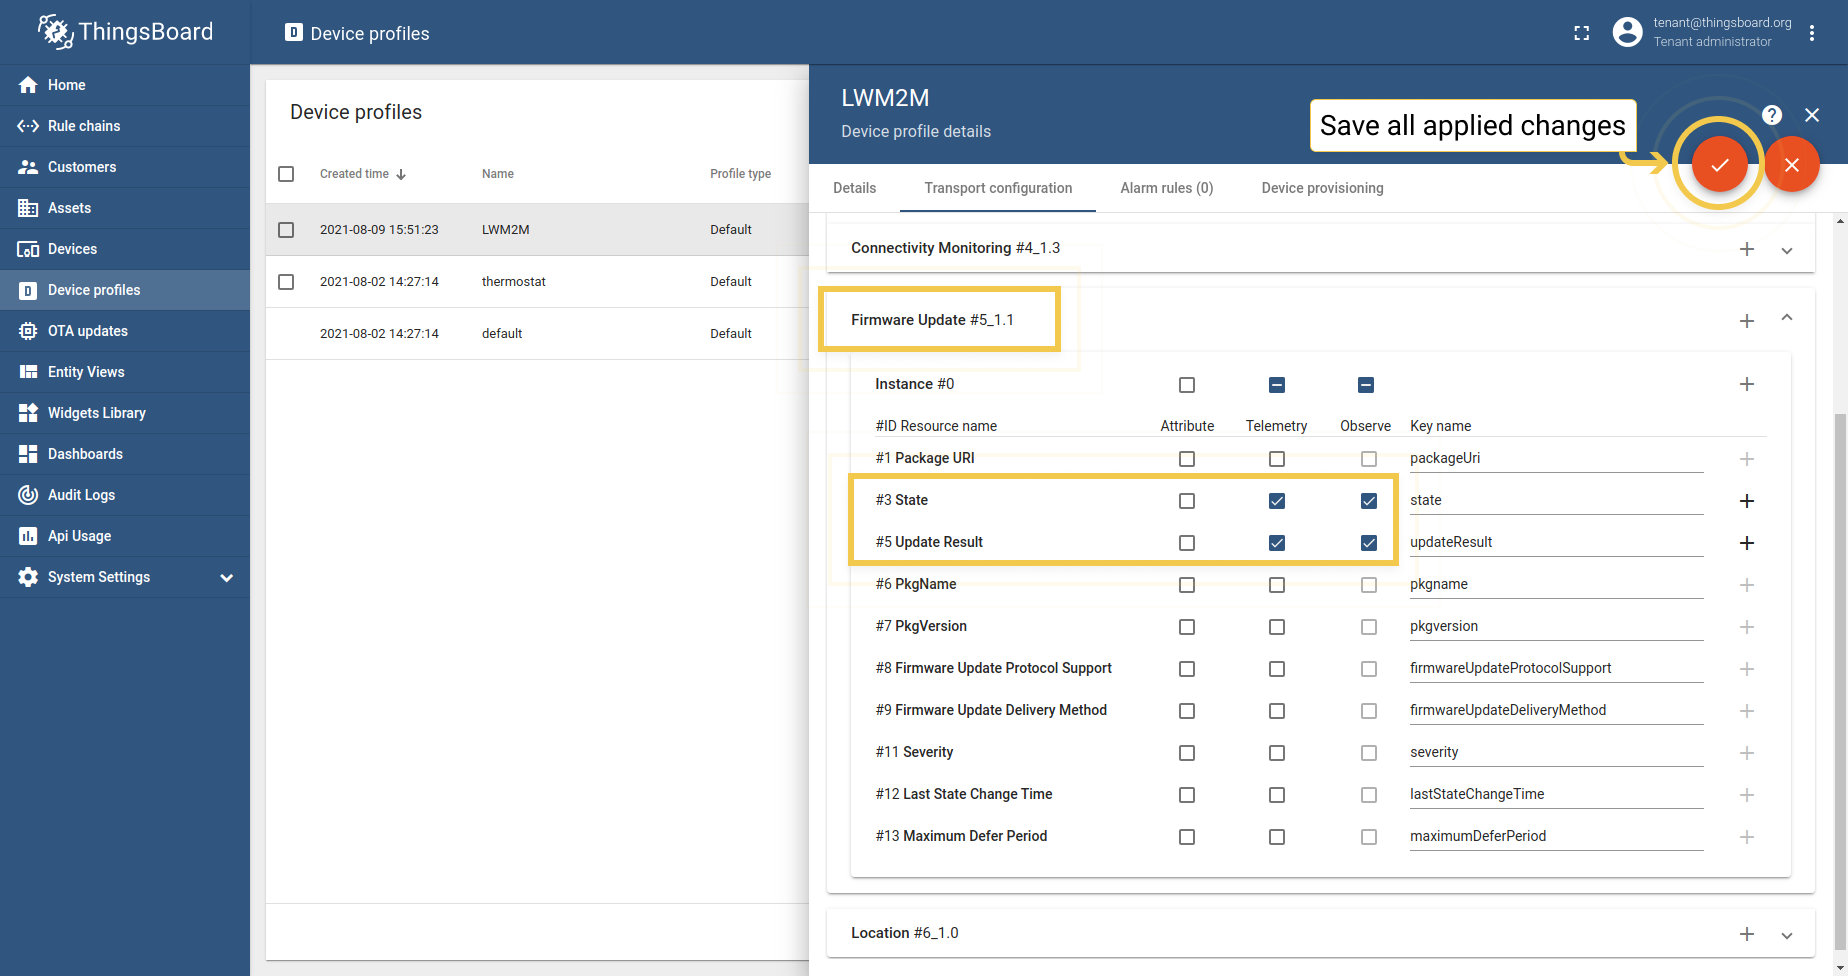 ThingsBoard
Device profiles
tenant@thingsboard.org
Tenant administrator
Home
Rule chains
Customers
Assets
Devices
Device profiles
OTA updates
Entity Views
Widgets Library
Dashboards
Audit Logs
Api Usage
System Settings
Device profiles
Created time Name Profile type
2021-08-09 15:51:23 LWM2M Default
2021-08-02 14:27:14 thermostat Default
2021-08-02 14:27:14 default Default
LWM2M
Device profile details
Save all applied changes
Details Transport configuration Alarm rules (0) Device provisioning
Connectivity Monitoring #4_1.3
Firmware Update #5_1.1
Instance #0
#ID Resource name Attribute Telemetry Observe Key name
#1 Package URI packageUri
#3 State state
#5 Update Result updateResult
#6 PkgName pkgname
#7 PkgVersion pkgversion
#8 Firmware Update Protocol Support firmwareUpdateProtocolSupport
#9 Firmware Update Delivery Method firmwareUpdateDeliveryMethod
#11 Severity severity
#12 Last State Change Time lastStateChangeTime
#13 Maximum Defer Period maximumDeferPeriod
Location #6_1.0